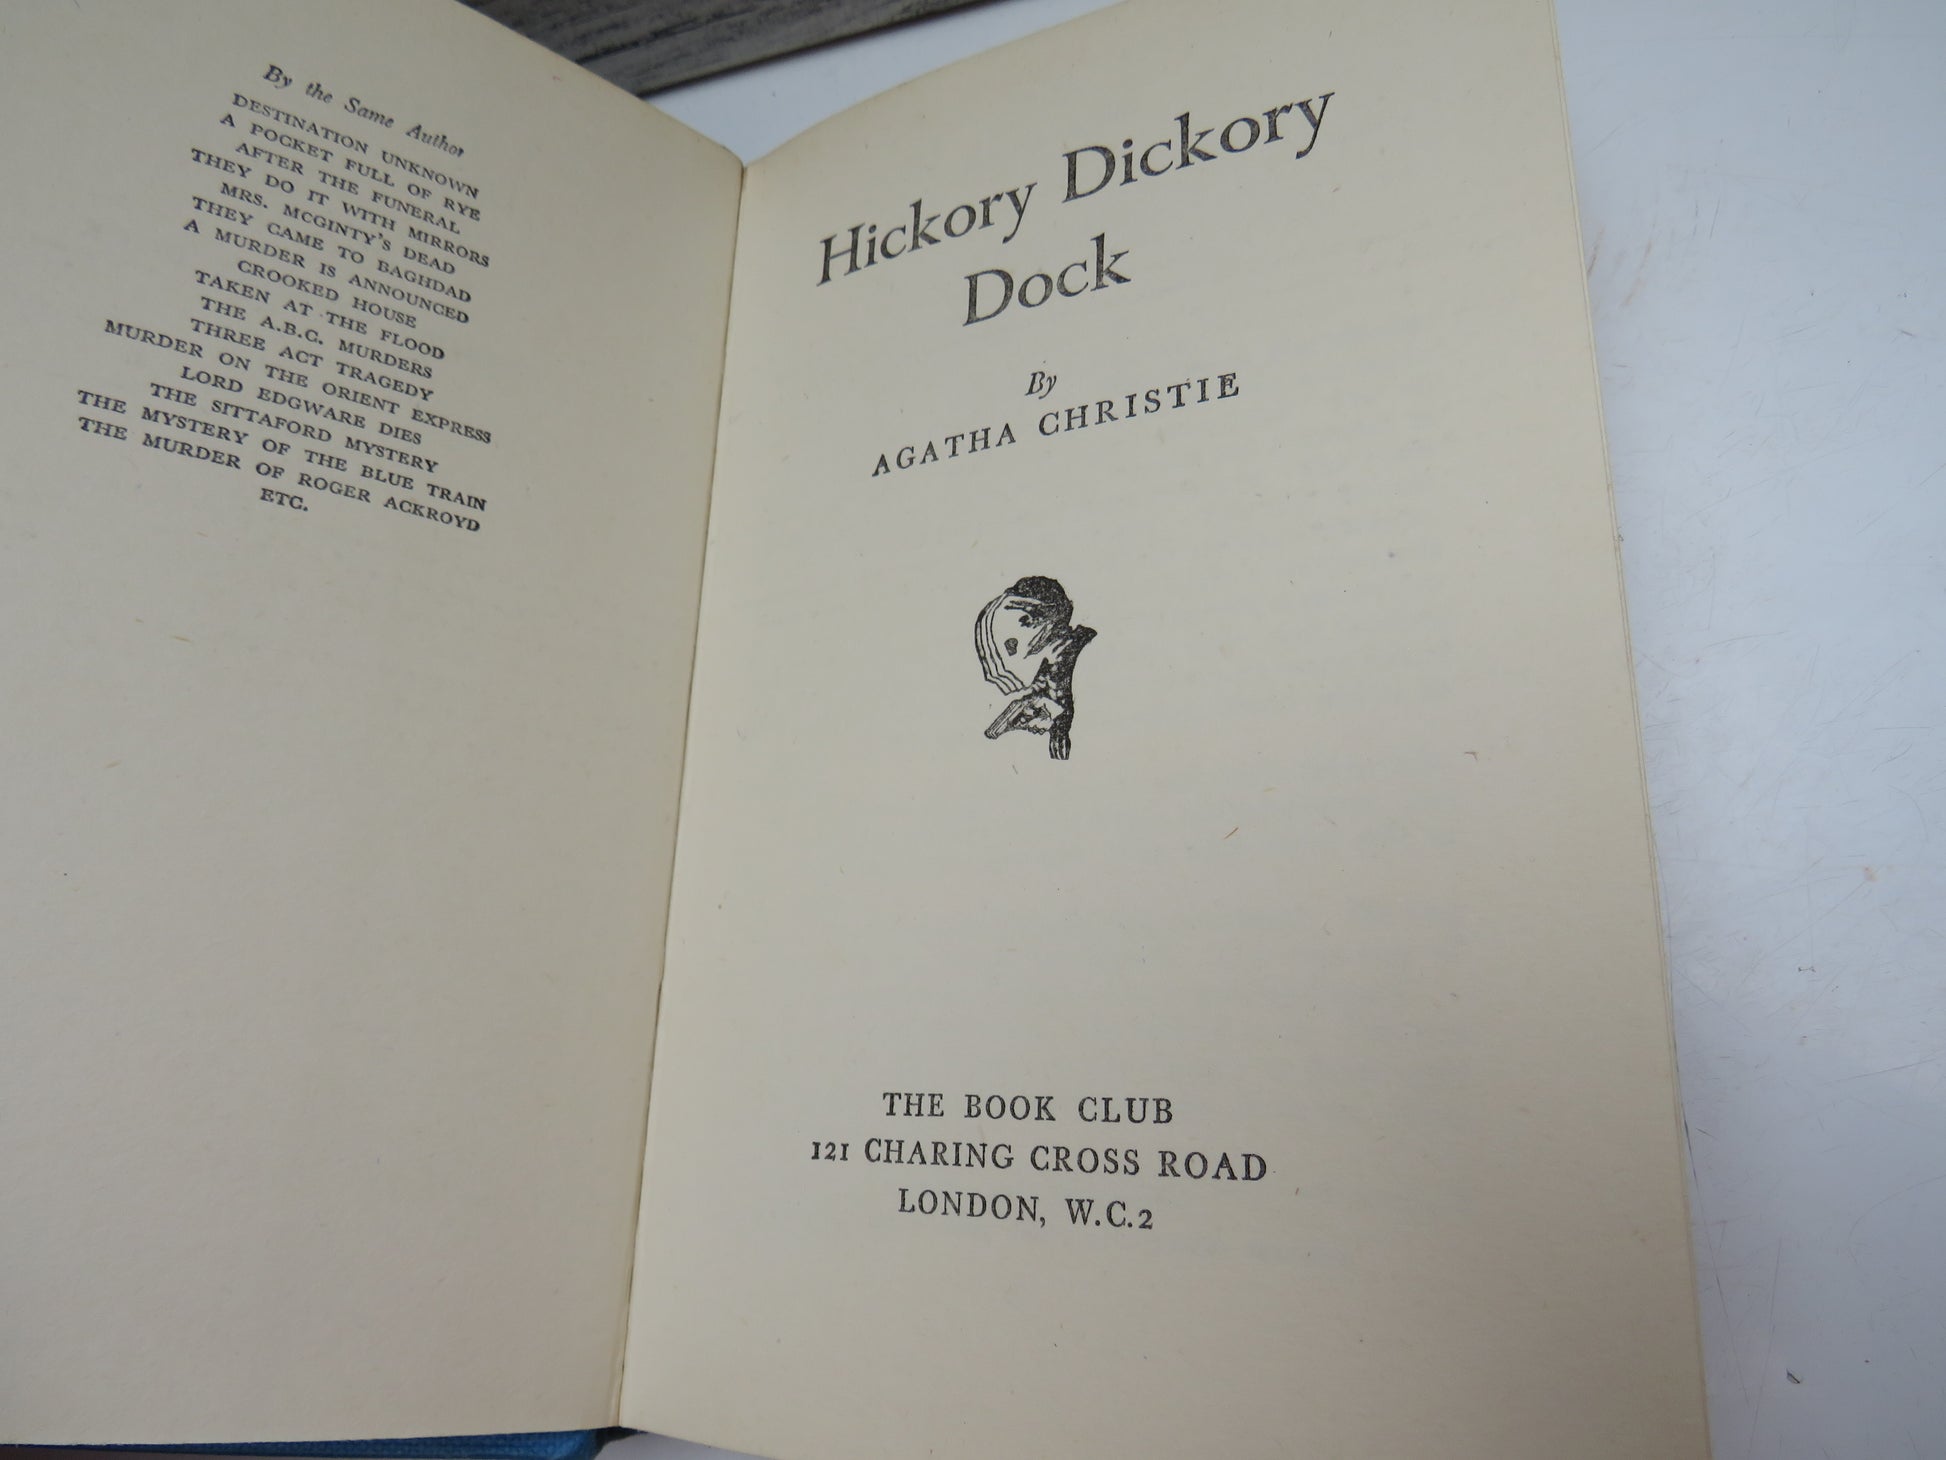 By the Same Author
DESTINATION UNKNOWN
A POCKET FULL OF RYE
AFTER THE FUNERAL
THEY DO IT WITH MIRRORS
MRS. MCGINTY'S DEAD
THEY CAME TO BAGHDAD
A MURDER IS ANNOUNCED
CROOKED HOUSE
TAKEN AT THE FLOOD
THE A.B.C. MURDERS
THREE ACT TRAGEDY
MURDER ON THE ORIENT EXPRESS
LORD EDGWARE DIES
THE SITTAFORD MYSTERY
THE MYSTERY OF THE BLUE TRAIN
THE MURDER OF ROGER ACKROYD
ETC.
Hickory Dickory
Dock
By
AGATHA CHRISTIE
THE BOOK CLUB
121 CHARING CROSS ROAD
LONDON, W.C.2